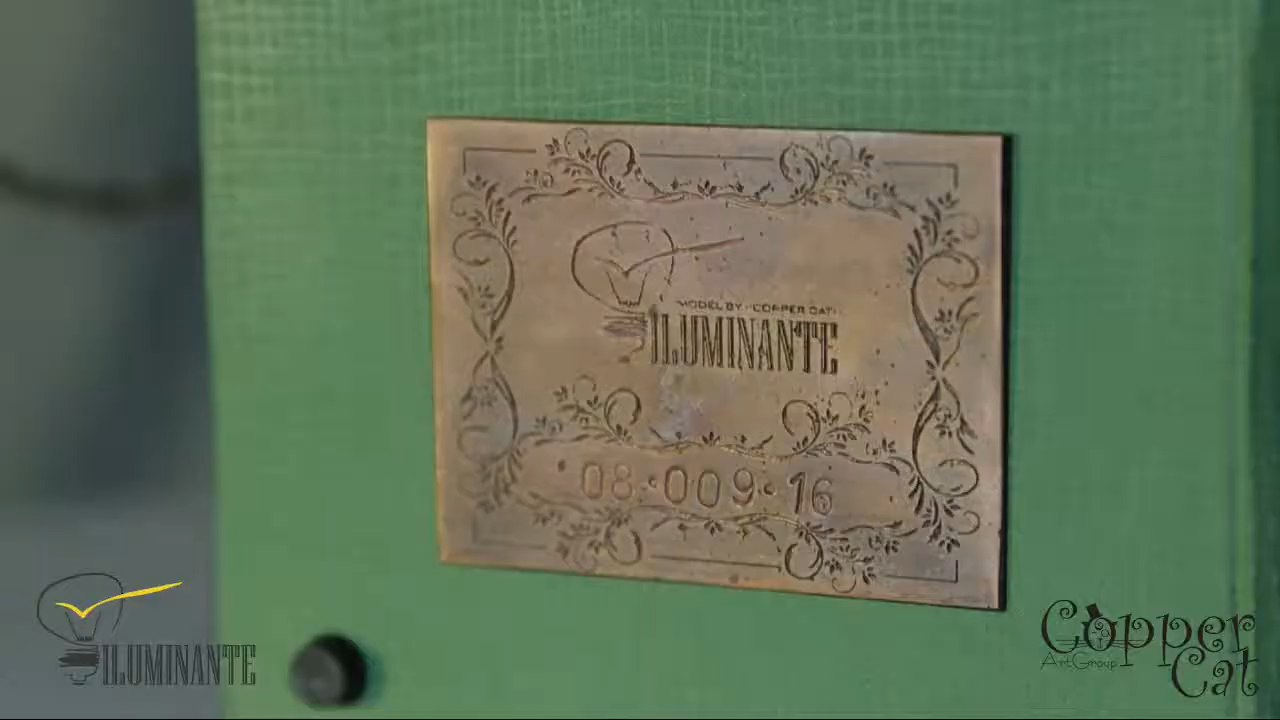 MODEL BY "COPPER CAT"
ILUMINANTE
08·009·16
ILUMINANTE
Copper
ArtGroup
Cat